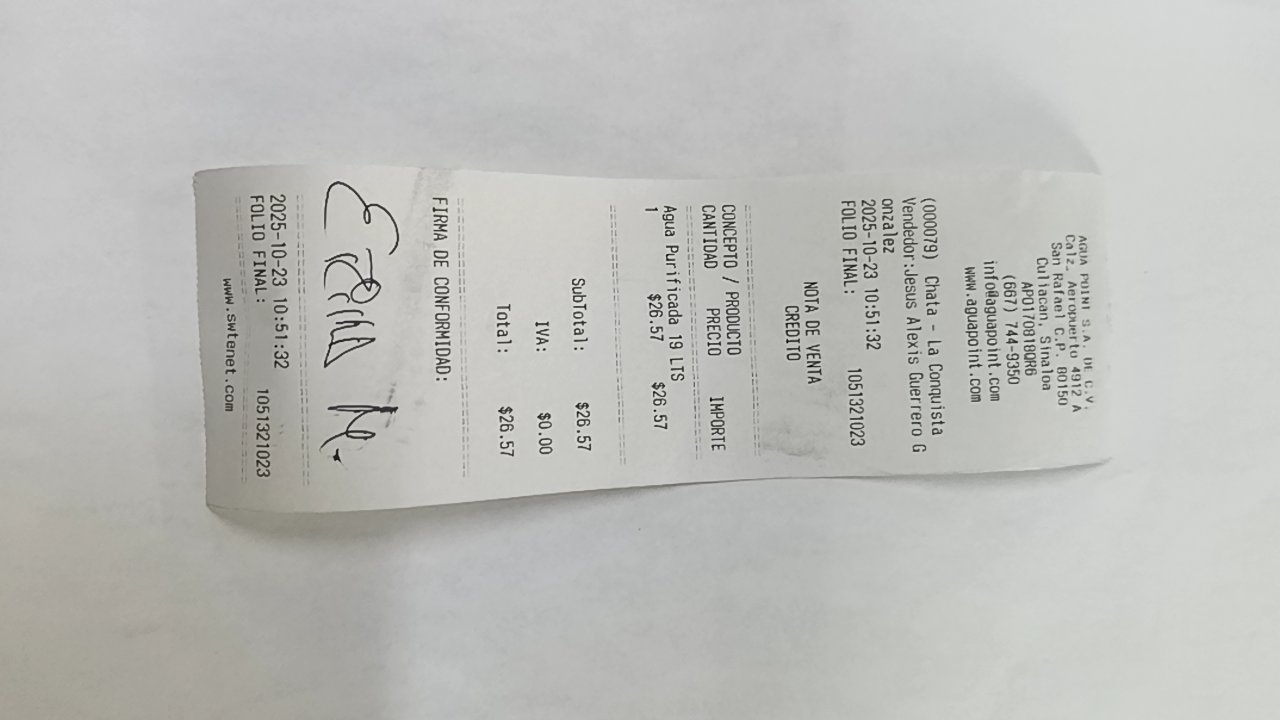 AGUA POINT S.A. DE C.V.
Calz. Aeropuerto 4912 A
San Rafael C.P. 80150
Culiacan, Sinaloa
APO170818QR6
(667) 744-9350
info@aguapoint.com
www.aguapoint.com
(000079) Chata - La Conquista
Vendedor:Jesus Alexis Guerrero G
onzalez
2025-10-23 10:51:32
FOLIO FINAL: 1051321023
NOTA DE VENTA
CREDITO
CONCEPTO / PRODUCTO
CANTIDAD PRECIO IMPORTE
Agua Purificada 19 LTS
1 $26.57 $26.57
SubTotal: $26.57
IVA: $0.00
Total: $26.57
FIRMA DE CONFORMIDAD:
2025-10-23 10:51:32
FOLIO FINAL: 1051321023
www.swtenet.com